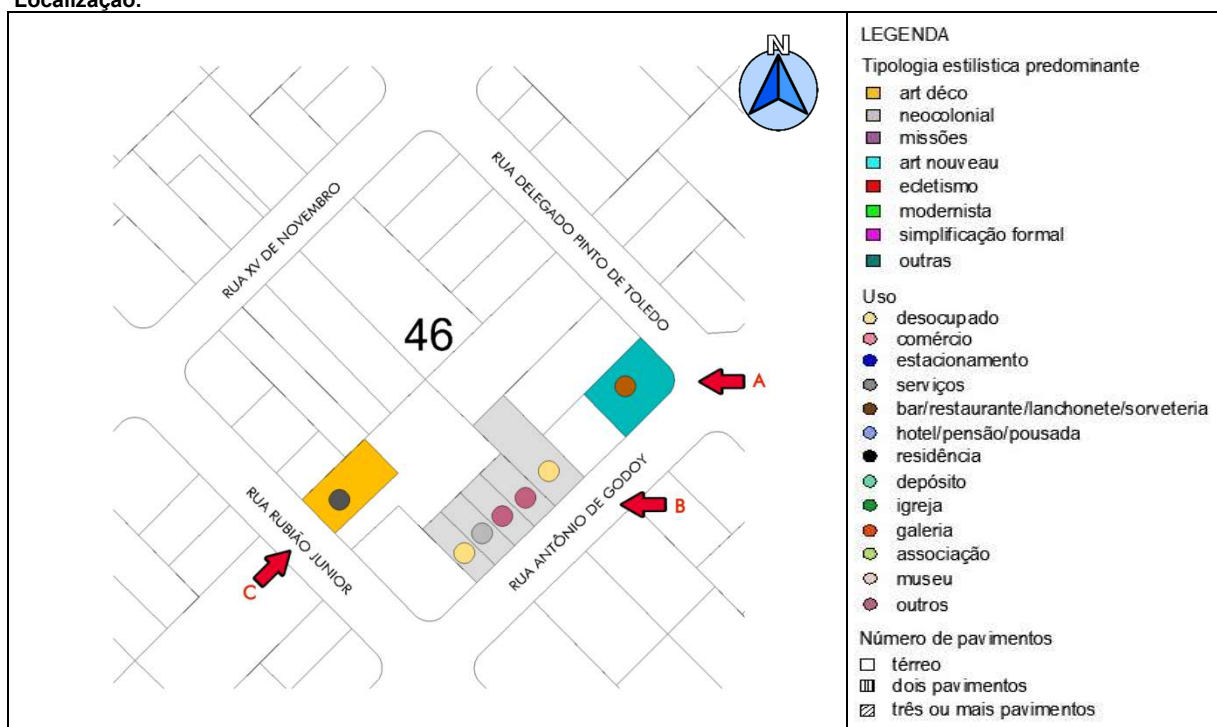 Localização:
N
RUA XV DE NOVEMBRO
RUA DELEGADO PINTO DE TOLEDO
46
A
RUA ANTÔNIO DE GODOY
B
RUA RUBIÃO JUNIOR
C
LEGENDA
Tipologia estilística predominante
art déco
neocolonial
missões
art nouveau
ecletismo
modernista
simplificação formal
outras
Uso
desocupado
comércio
estacionamento
serviços
bar/restaurante/lanchonete/sorveteria
hotel/pensão/pousada
residência
depósito
igreja
galeria
associação
museu
outros
Número de pavimentos
térreo
dois pavimentos
três ou mais pavimentos